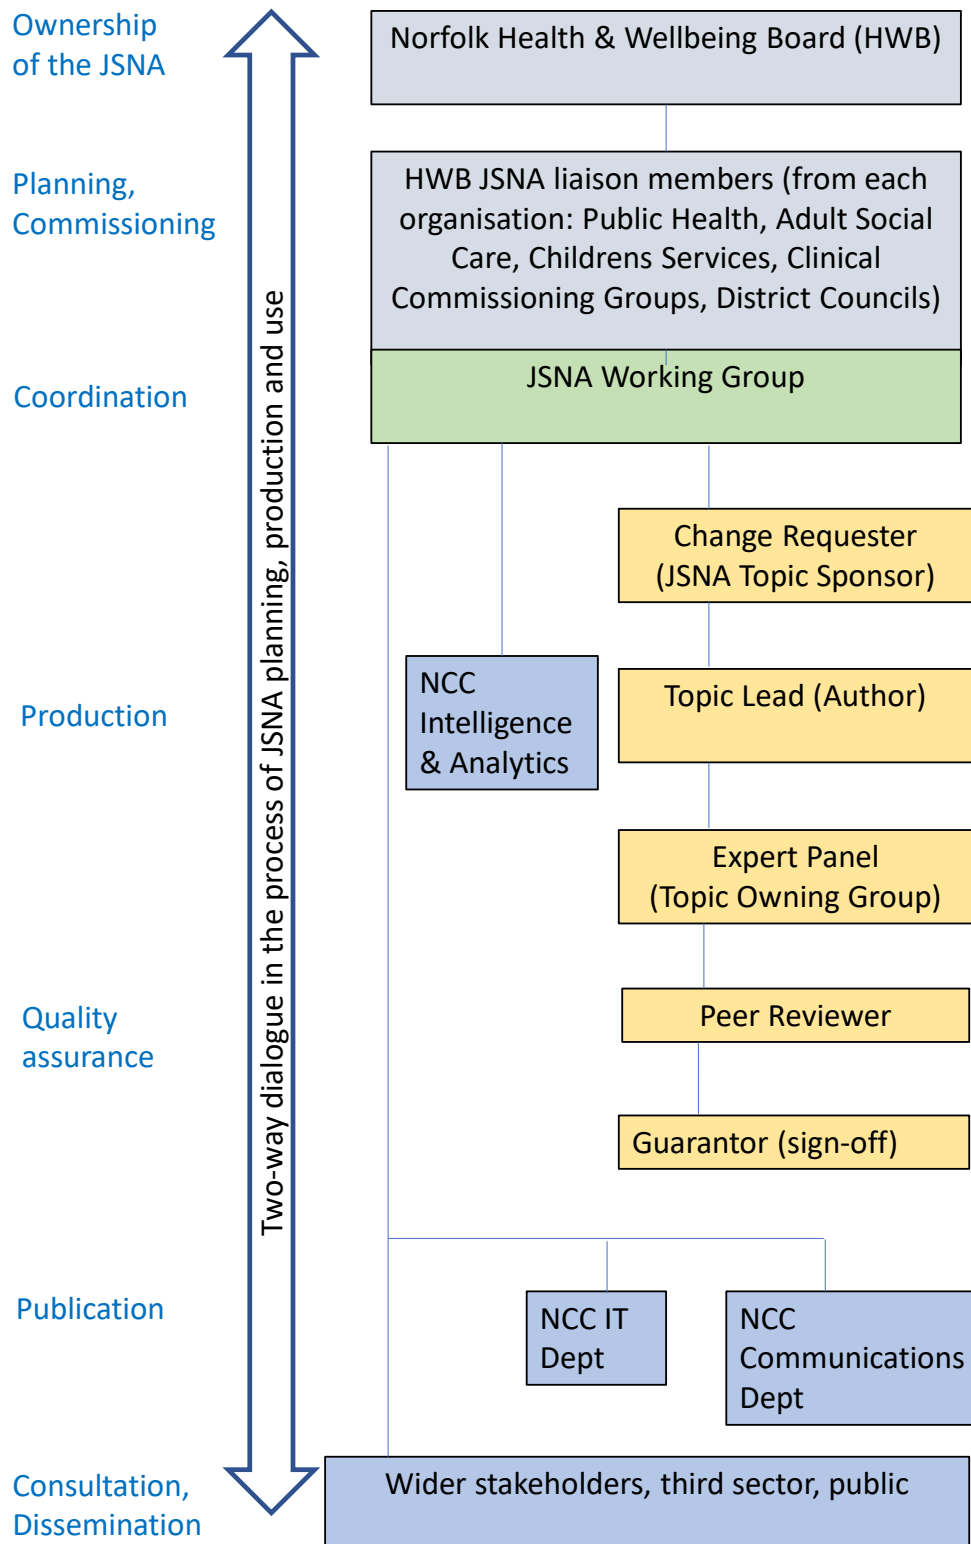 Ownership
of the JSNA
Norfolk Health & Wellbeing Board (HWB)
Planning,
Commissioning
HWB JSNA liaison members (from each
organisation: Public Health, Adult Social
Care, Childrens Services, Clinical
Commissioning Groups, District Councils)
Coordination
JSNA Working Group
Two-way dialogue in the process of JSNA planning, production and use
Change Requester
(JSNA Topic Sponsor)
Production
NCC
Intelligence
& Analytics
Topic Lead (Author)
Expert Panel
(Topic Owning Group)
Quality
assurance
Peer Reviewer
Guarantor (sign-off)
Publication
NCC IT
Dept
NCC
Communications
Dept
Consultation,
Dissemination
Wider stakeholders, third sector, public